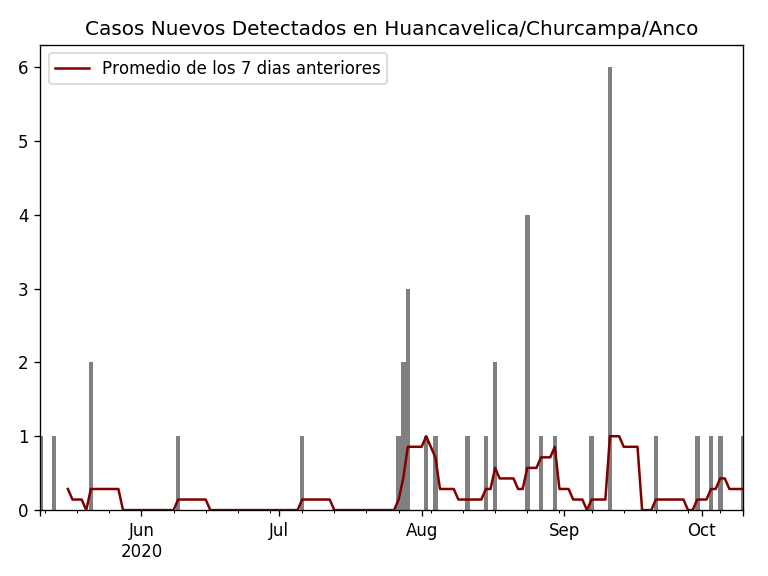 Casos Nuevos Detectados en Huancavelica/Churcampa/Anco
Promedio de los 7 dias anteriores
6
5
4
3
2
1
0
Jun
2020
Jul
Aug
Sep
Oct